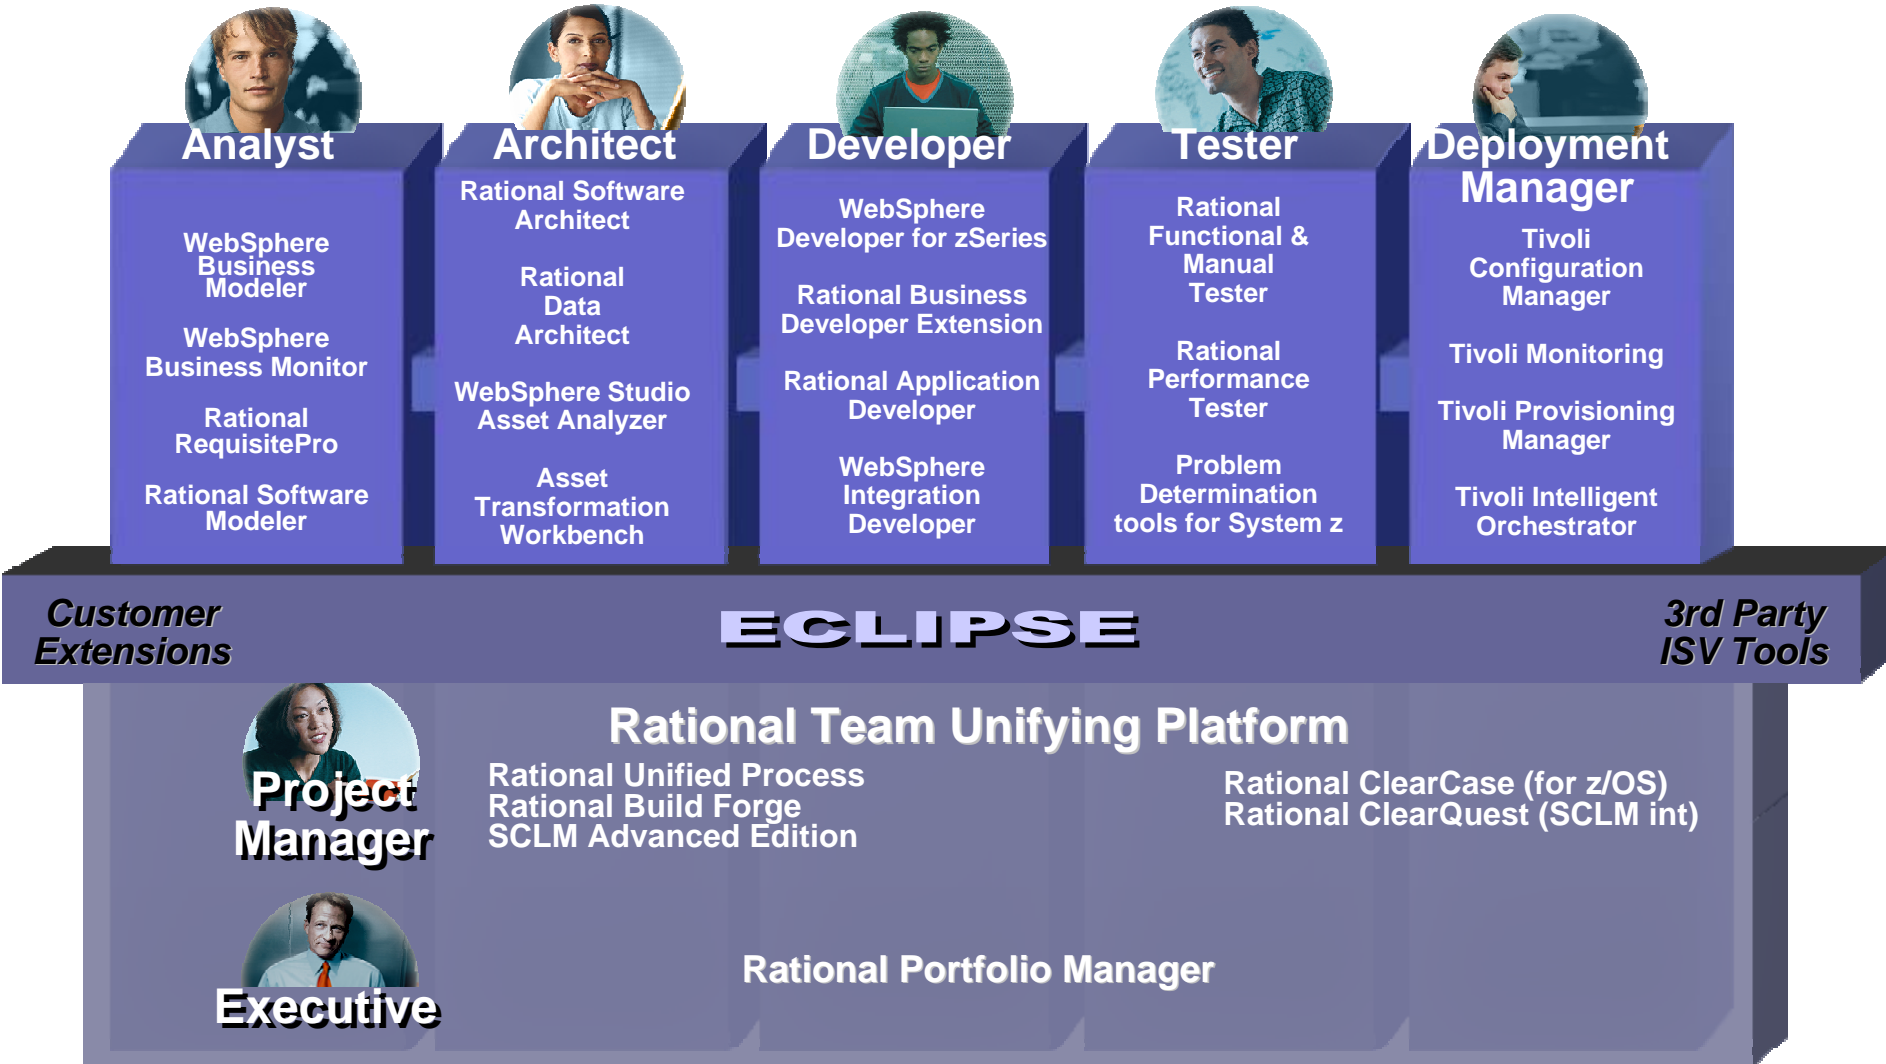 Analyst
WebSphere
Business
Modeler
WebSphere
Business Monitor
Rational
RequisitePro
Rational Software
Modeler
Architect
Rational Software
Architect
Rational
Data
Architect
WebSphere Studio
Asset Analyzer
Asset
Transformation
Workbench
Developer
WebSphere
Developer for zSeries
Rational Business
Developer Extension
Rational Application
Developer
WebSphere
Integration
Developer
Tester
Rational
Functional &
Manual
Tester
Rational
Performance
Tester
Problem
Determination
tools for System z
Deployment
Manager
Tivoli
Configuration
Manager
Tivoli Monitoring
Tivoli Provisioning
Manager
Tivoli Intelligent
Orchestrator
Customer
Extensions
ECLIPSE
3rd Party
ISV Tools
Project
Manager
Rational Team Unifying Platform
Rational Unified Process
Rational Build Forge
SCLM Advanced Edition
Rational ClearCase (for z/OS)
Rational ClearQuest (SCLM int)
Executive
Rational Portfolio Manager